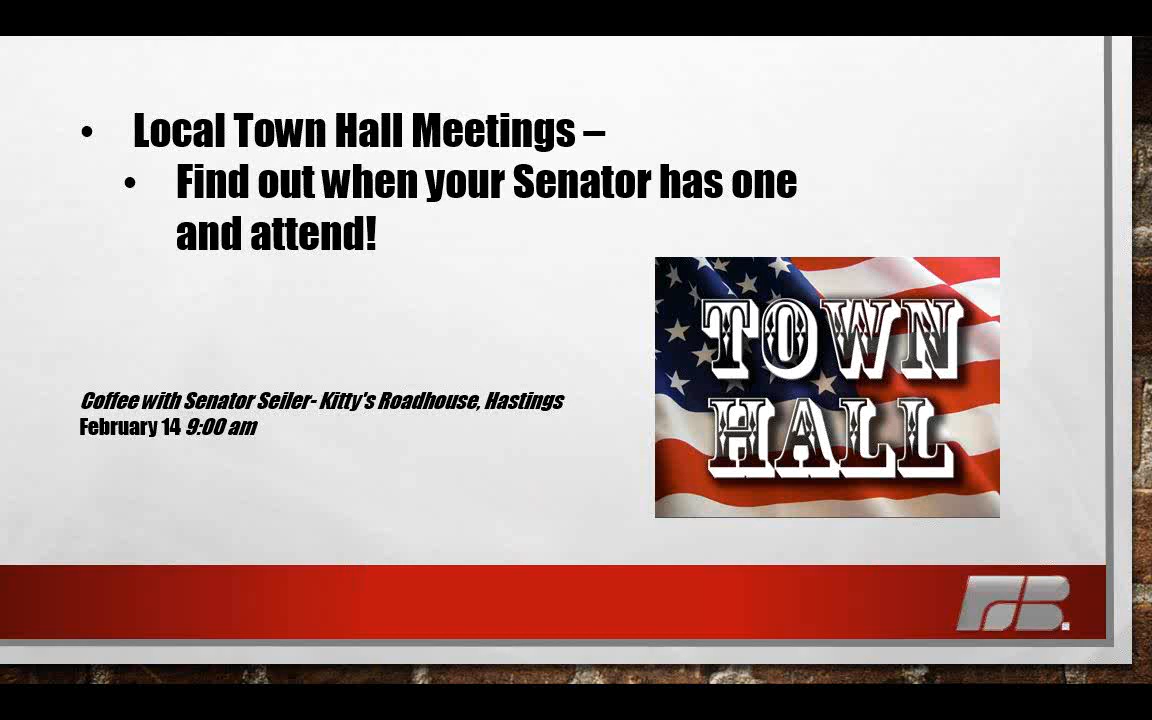 • Local Town Hall Meetings –
• Find out when your Senator has one
and attend!
TOWN
HALL
Coffee with Senator Seiler- Kitty's Roadhouse, Hastings
February 14 9:00 am
FB